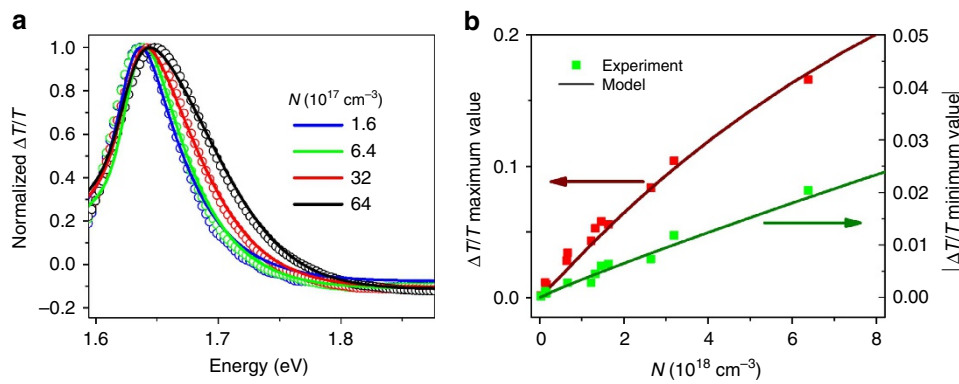 a
Normalized ΔT/T
1.0
0.8
0.6
0.4
0.2
0.0
−0.2
1.6
1.7
1.8
Energy (eV)
N (10¹⁷ cm⁻³)
1.6
6.4
32
64
b
ΔT/T maximum value
0.2
0.1
0.0
Experiment
Model
0
2
4
6
8
N (10¹⁸ cm⁻³)
0.05
0.04
0.03
0.02
0.01
0.00
|ΔT/T minimum value|